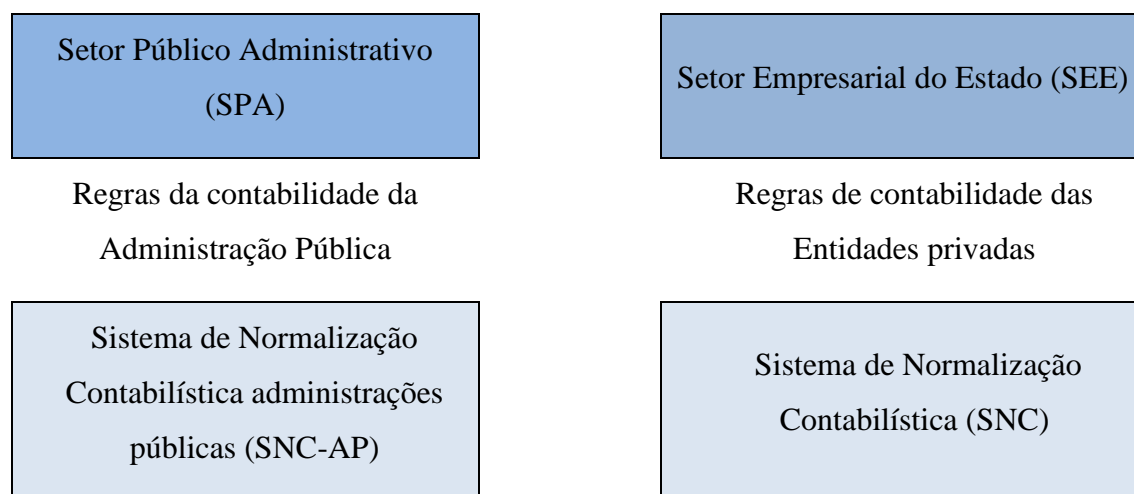 Setor Público Administrativo
(SPA)
Setor Empresarial do Estado (SEE)
Regras da contabilidade da
Administração Pública
Regras de contabilidade das
Entidades privadas
Sistema de Normalização
Contabilística administrações
públicas (SNC-AP)
Sistema de Normalização
Contabilística (SNC)